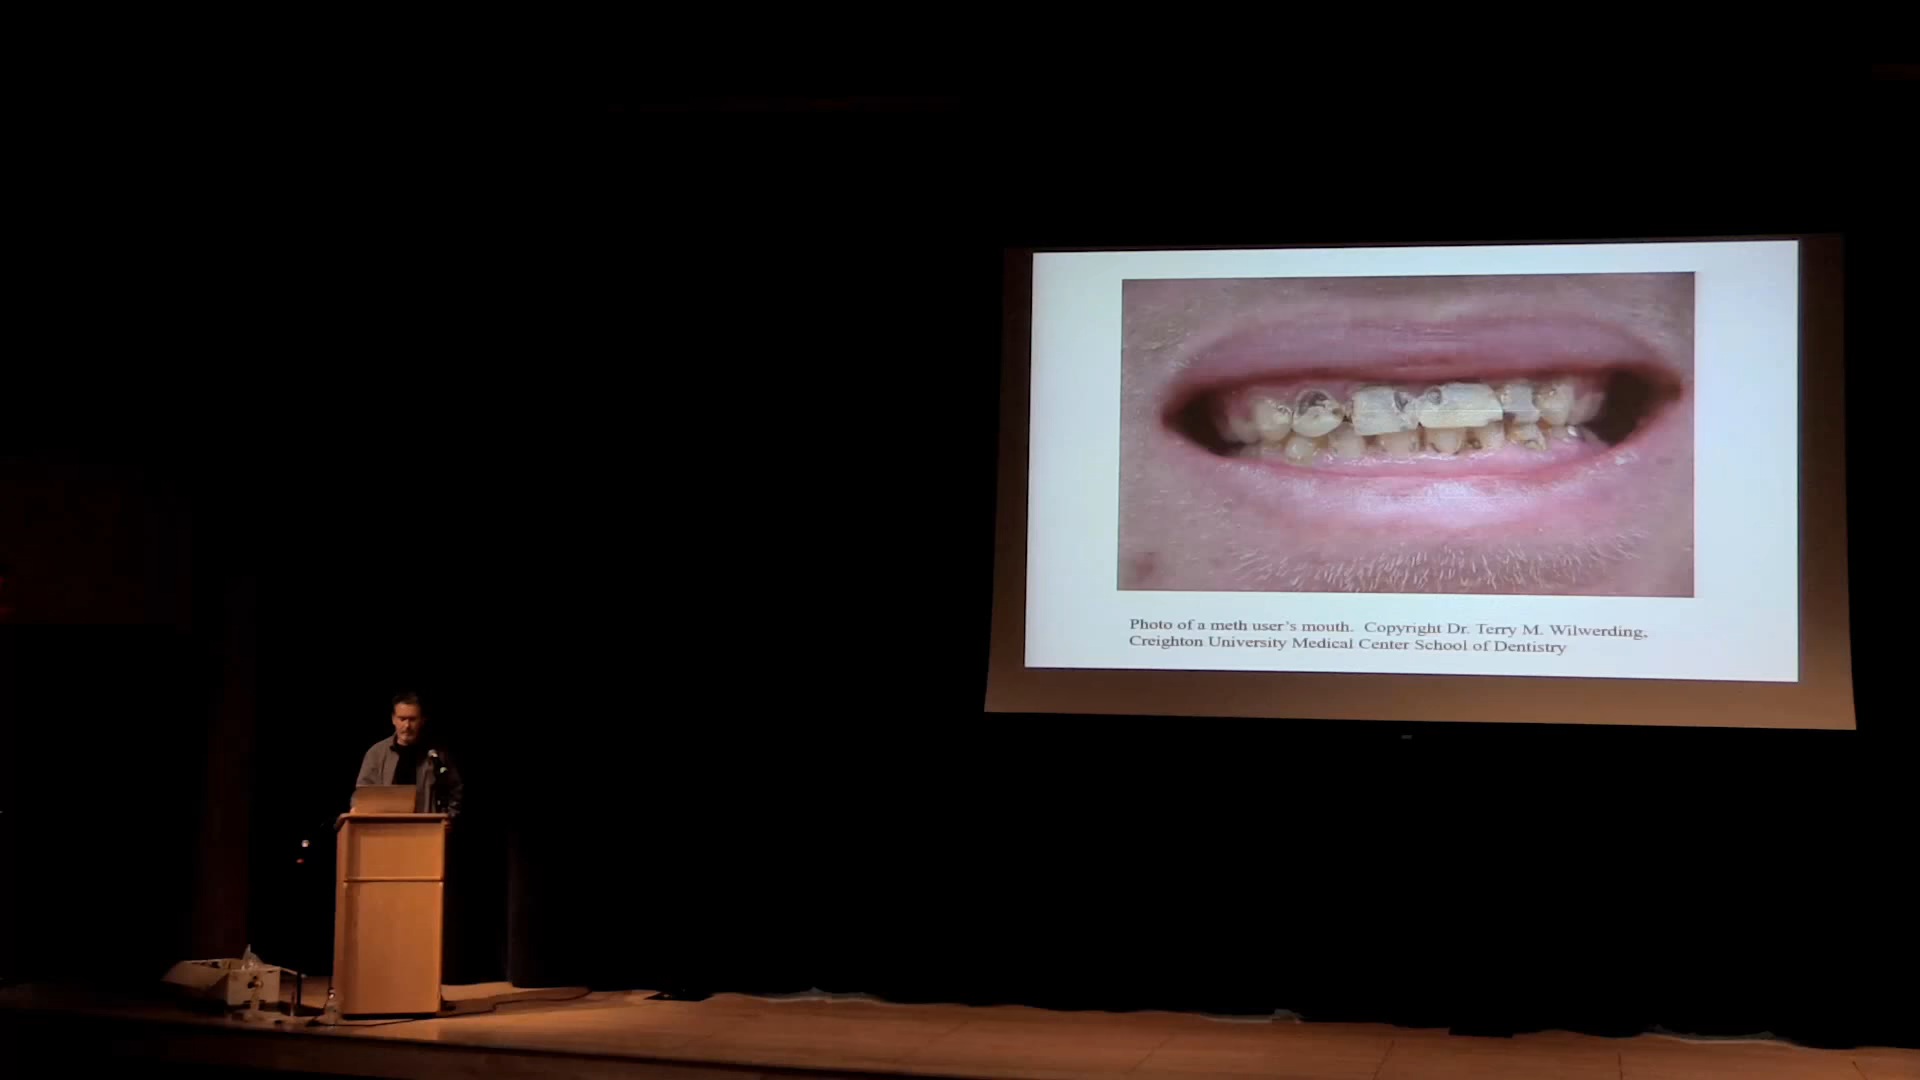 Photo of a meth user's mouth. Copyright Dr. Terry M. Wilwerding,
Creighton University Medical Center School of Dentistry